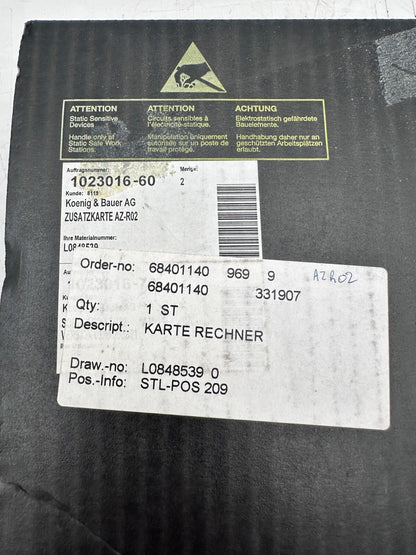 ATTENTION
Static Sensitive
Devices
Handle only at
Static Safe Work
Stations.
ATTENTION
Circuits sensibles à
l'électricité-statique.
Manipulation uniquement
autorisée sur un poste de
travail protégé.
ACHTUNG
Elektrostatisch gefährdete
Bauelemente.
Handhabung daher nur an
geschützten Arbeitsplätzen
erlaubt.
Auftragsnummer: Menge:
1023016-60 2
Kunde: 8119
Koenig & Bauer AG
ZUSATZKARTE AZ-R02
Ihre Materialnummer:
L0848539
Order-no: 68401140 969 9 AZR02
68401140 331907
Qty: 1 ST
Descript.: KARTE RECHNER
Draw.-no: L0848539 0
Pos.-Info: STL-POS 209